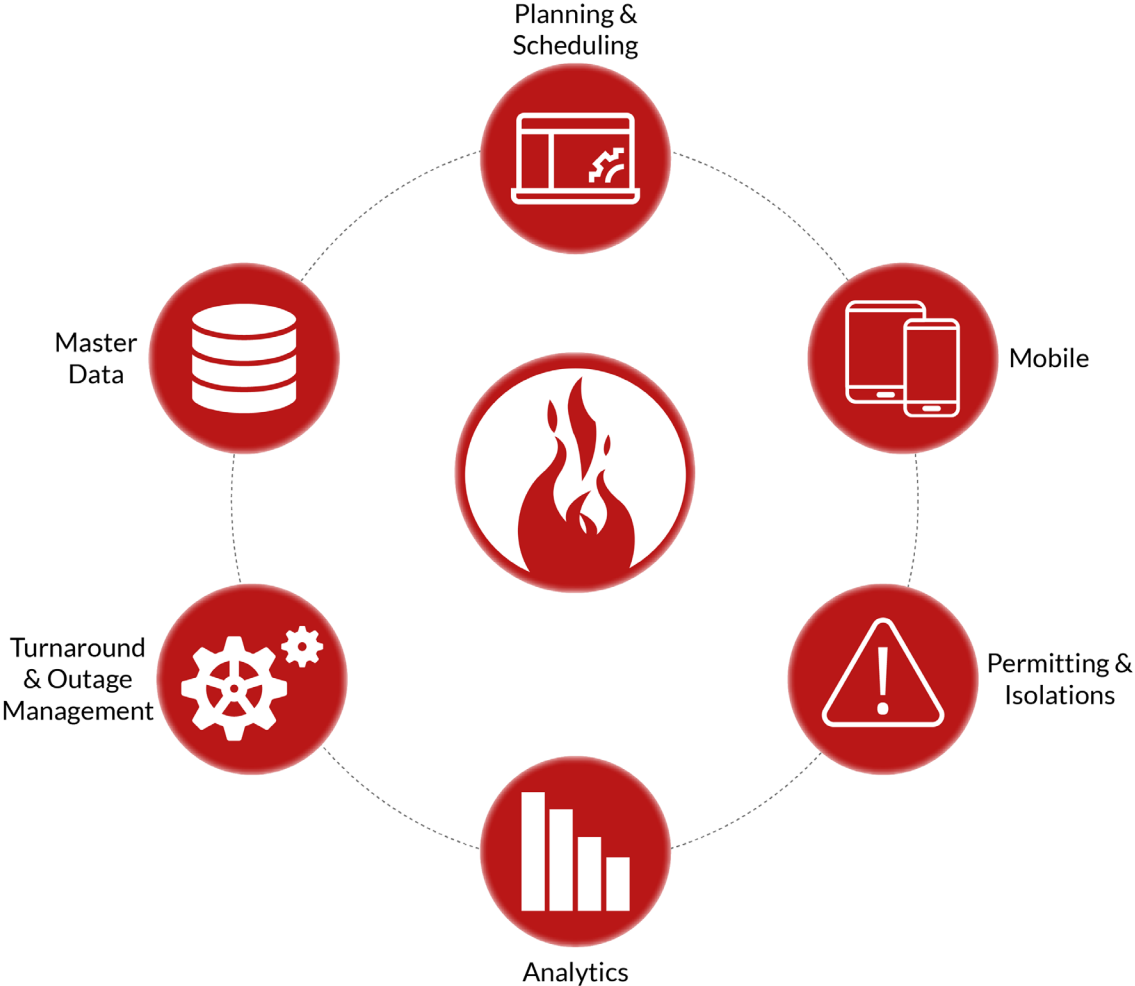 Planning &
Scheduling
Master
Data
Mobile
Turnaround
& Outage
Management
Permitting &
Isolations
Analytics